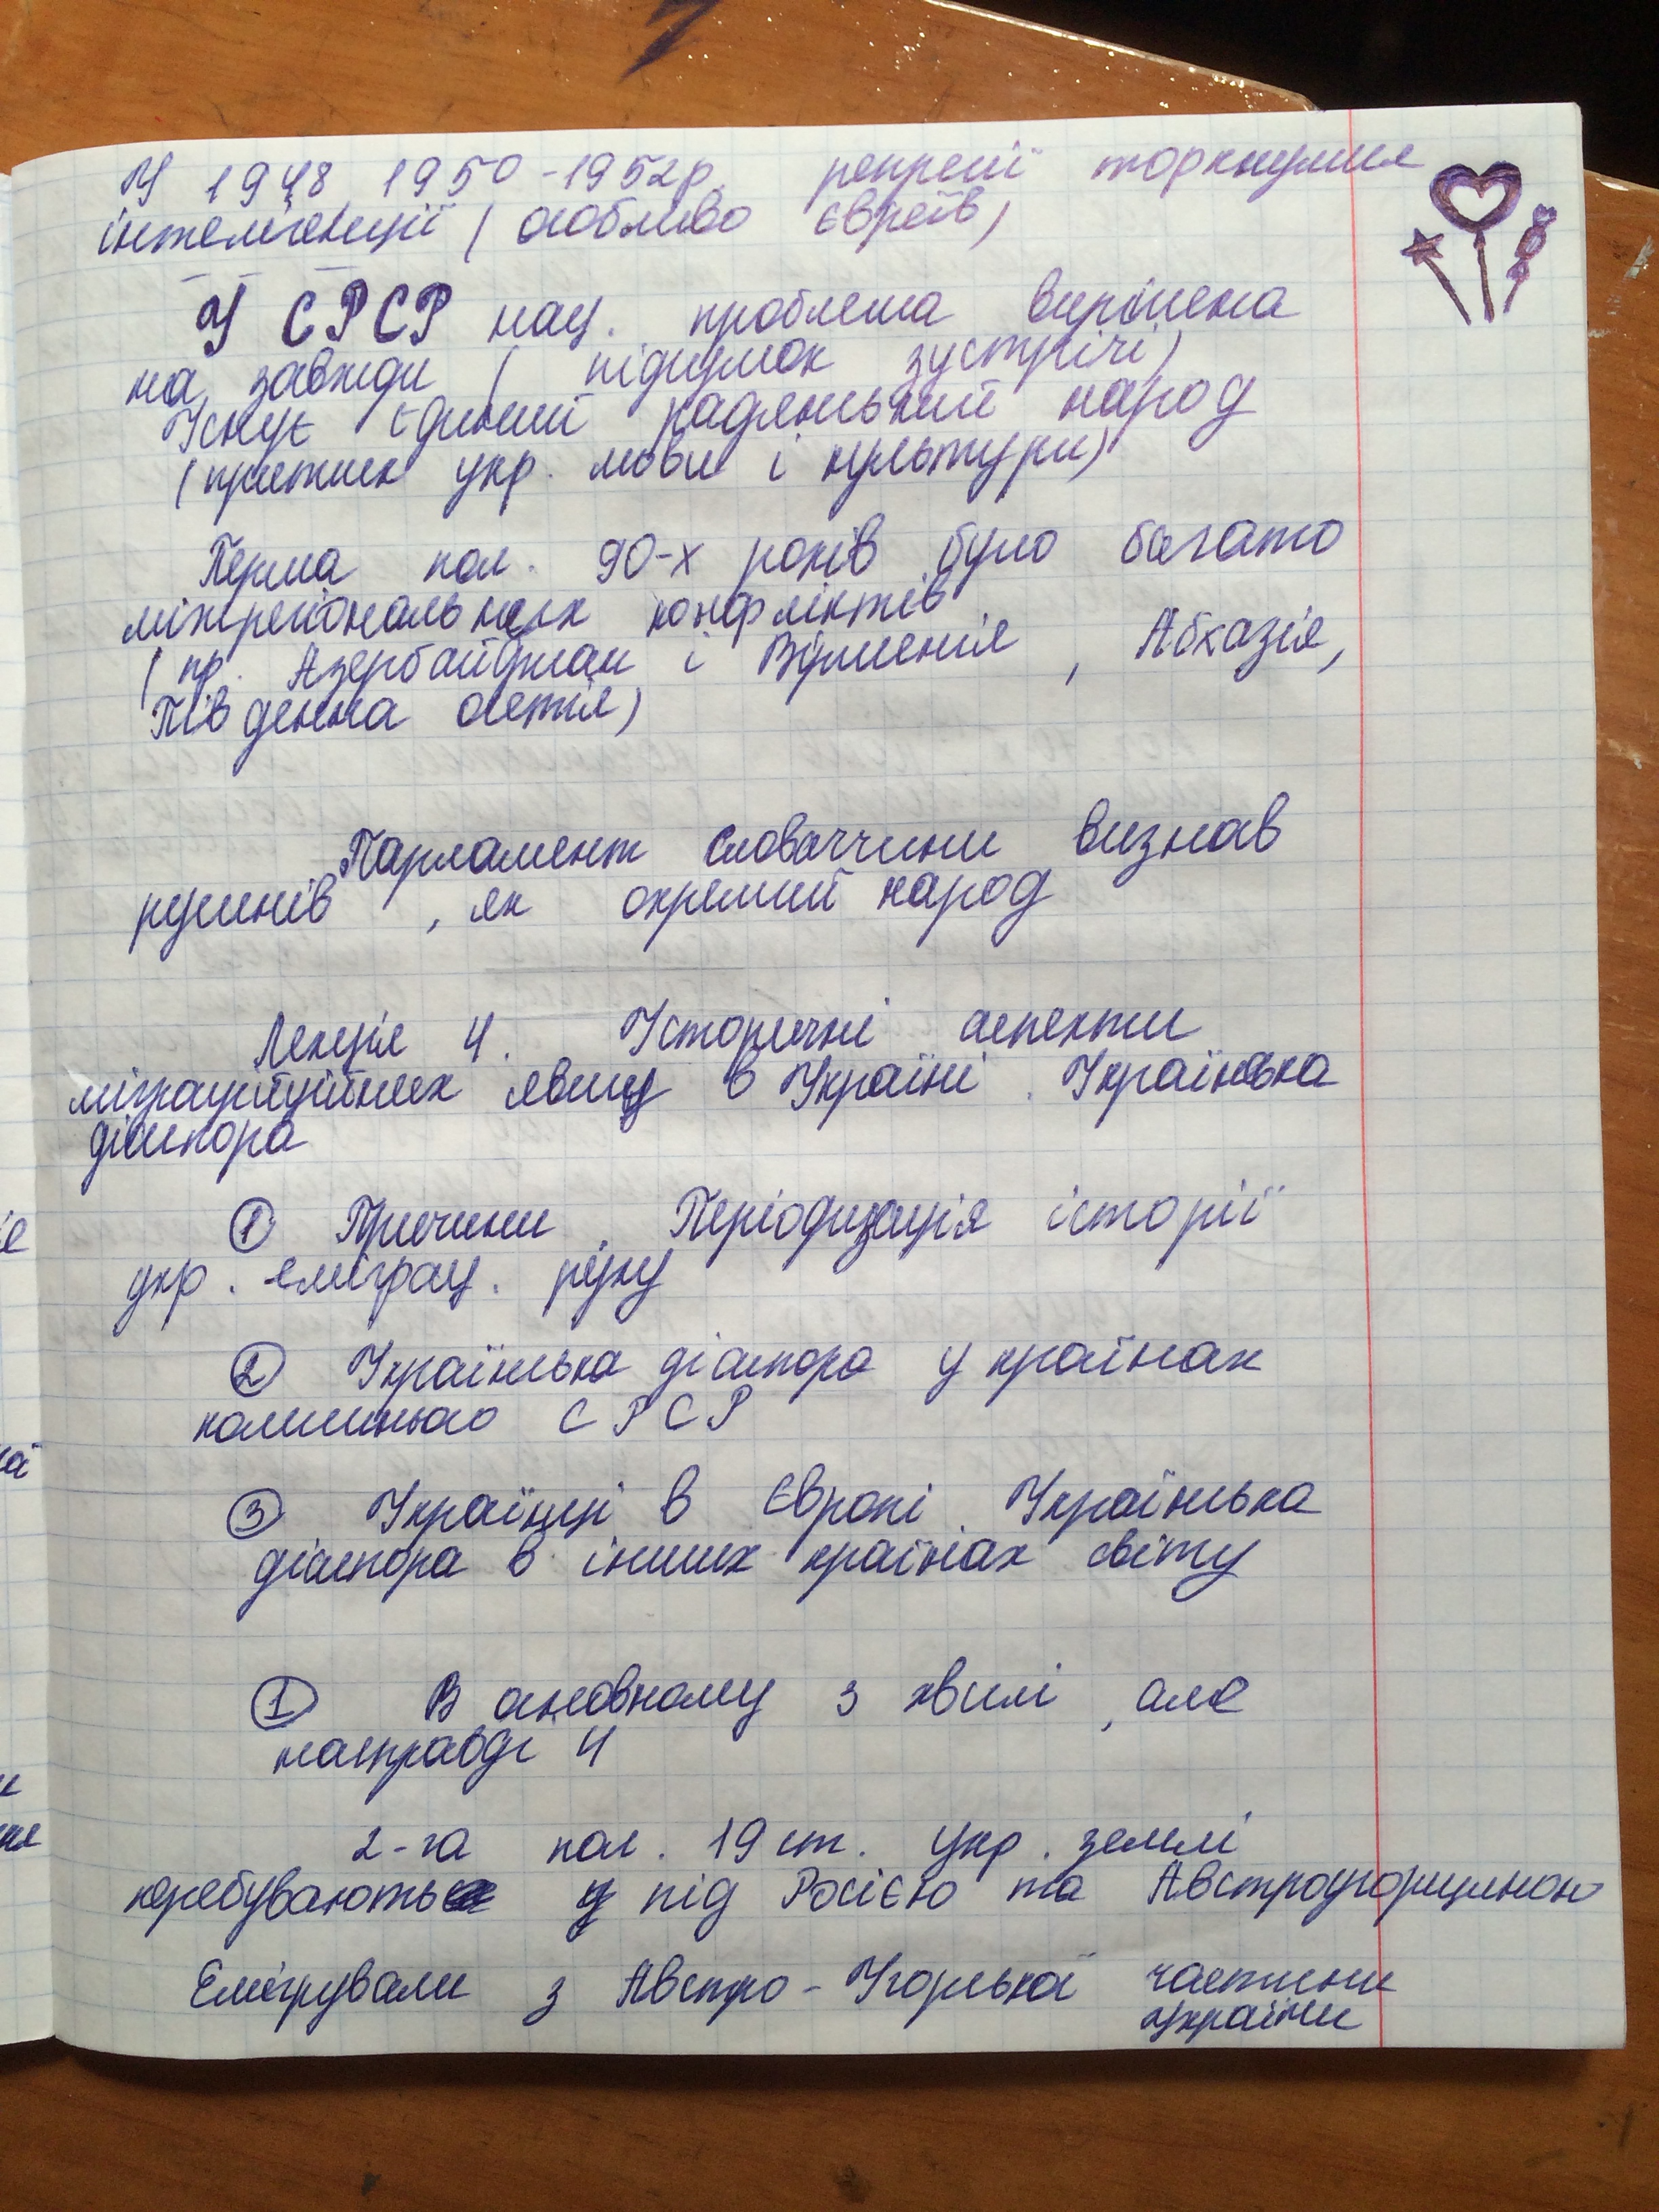 У 1948 1950-1952р. репресії торкнулися
інтелігенції (особливо євреїв)
У СРСР нац. проблема вирішена
на завжди ( підсумок зустрічі)
Існує єдиний радянський народ
(утиск укр. мови і культури)
Перша пол. 90-х років було багато
міжрегіональних конфліктів
( пр. Азербайджан і Вірменія , Абхазія,
Південна осетія)
Парламент словаччини визнав
русинів , як окремий народ
Лекція 4. Історичні аспекти
явищ в Україні . Українська
діаспора
① Причини . Періодизація історії
укр. еміграц. руху
② Українська діаспора у країнах
колишнього СРСР
③ Українці в Європі. Українська
діаспора в інших країнах світу
① В основному 3 хвилі , але
насправді 4
2-га пол. 19 ст. укр. землі
перебувають під Росією та Австроугорщиною
Емігрували з Австро-Угорської частини
України